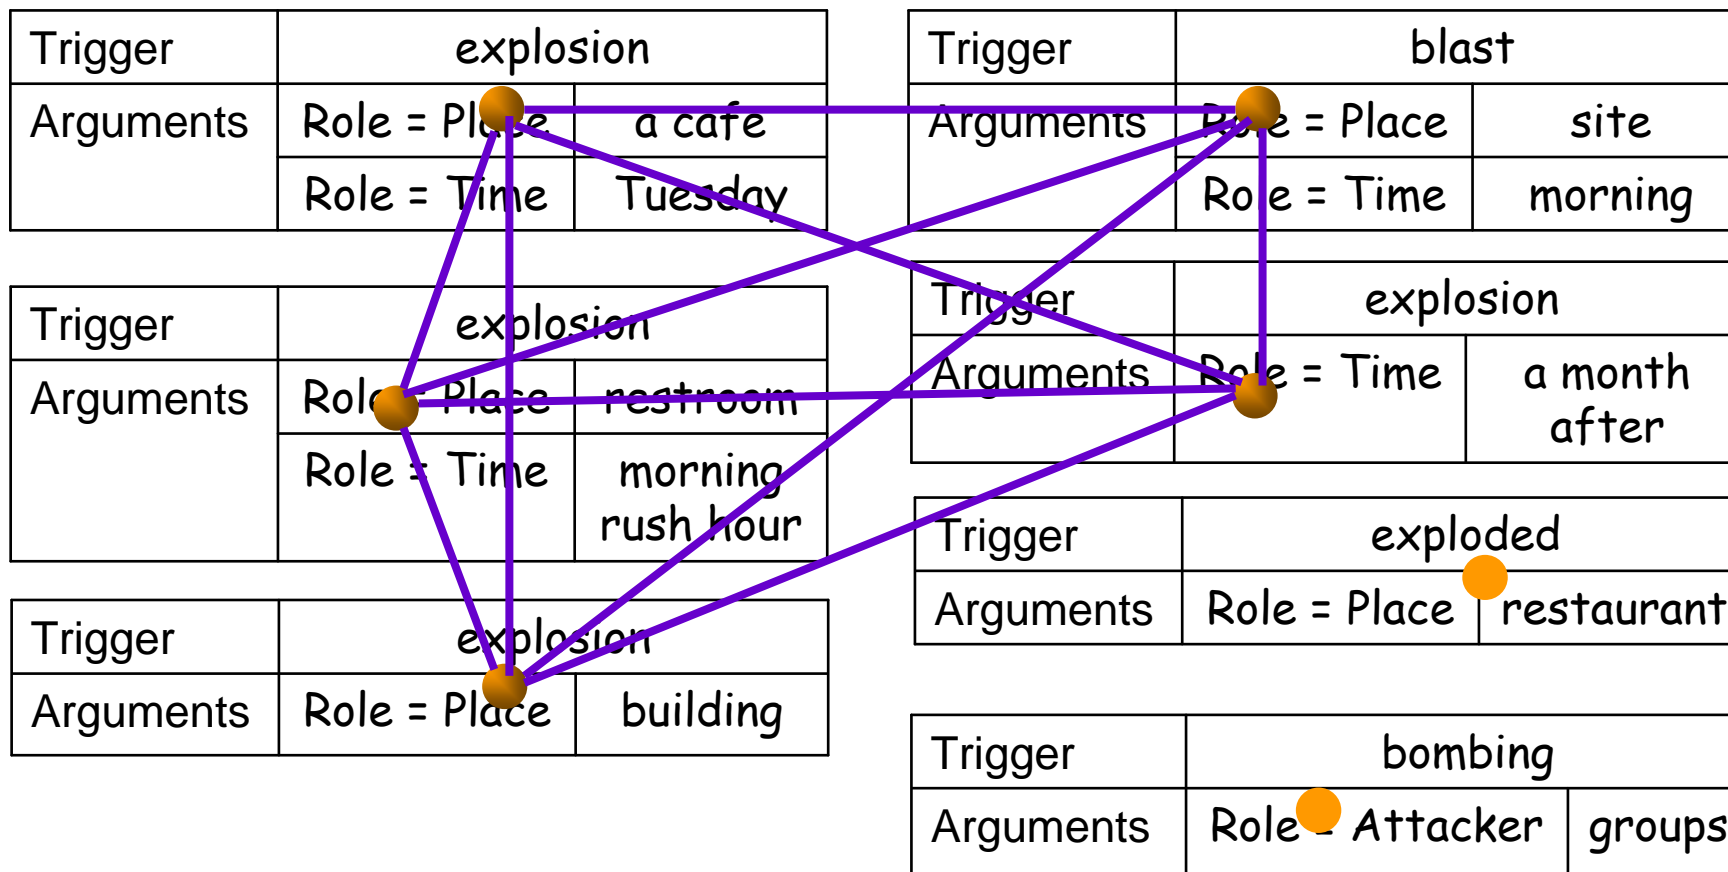 Trigger explosion
Arguments Role = Place a cafe
Role = Time Tuesday
Trigger explosion
Arguments Role = Place restroom
Role = Time morning
rush hour
Trigger explosion
Arguments Role = Place building
Trigger blast
Arguments Role = Place site
Role = Time morning
Trigger explosion
Arguments Role = Time a month
after
Trigger exploded
Arguments Role = Place restaurant
Trigger bombing
Arguments Role = Attacker groups